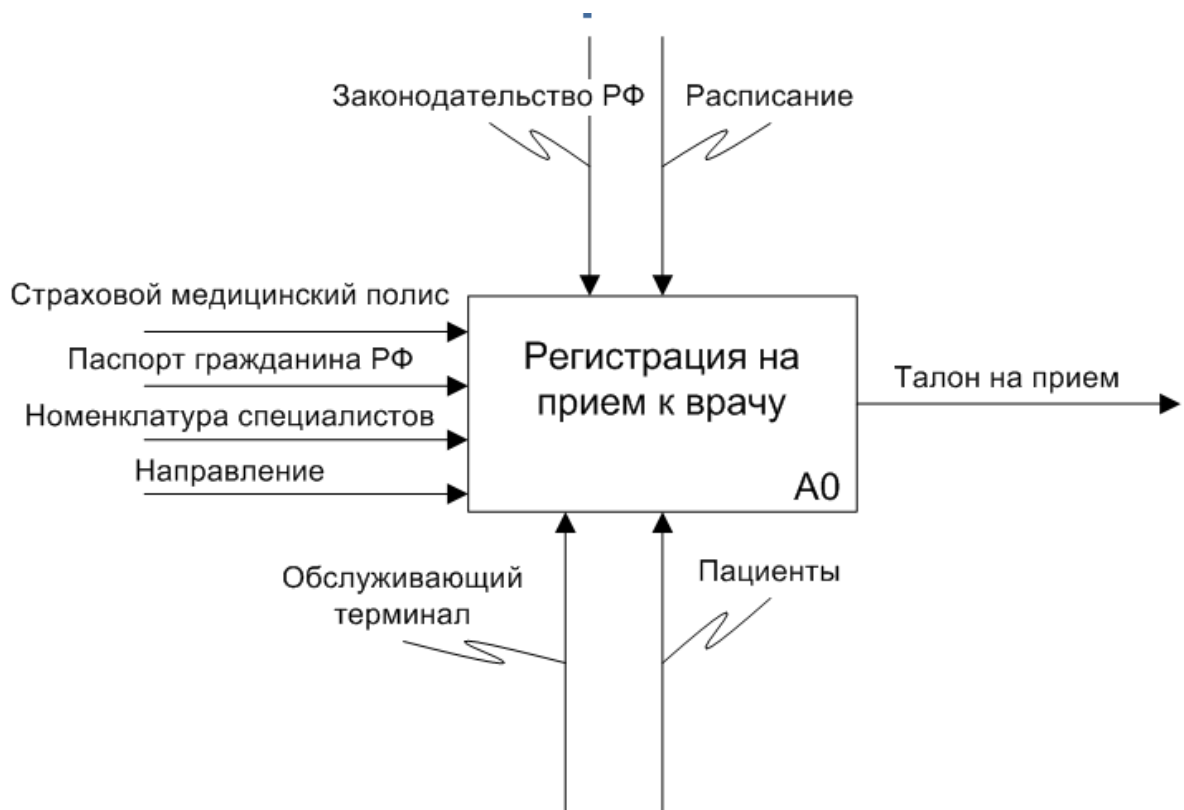 Законодательство РФ
Расписание
Страховой медицинский полис
Паспорт гражданина РФ
Номенклатура специалистов
Направление
Регистрация на
прием к врачу
A0
Талон на прием
Обслуживающий
терминал
Пациенты